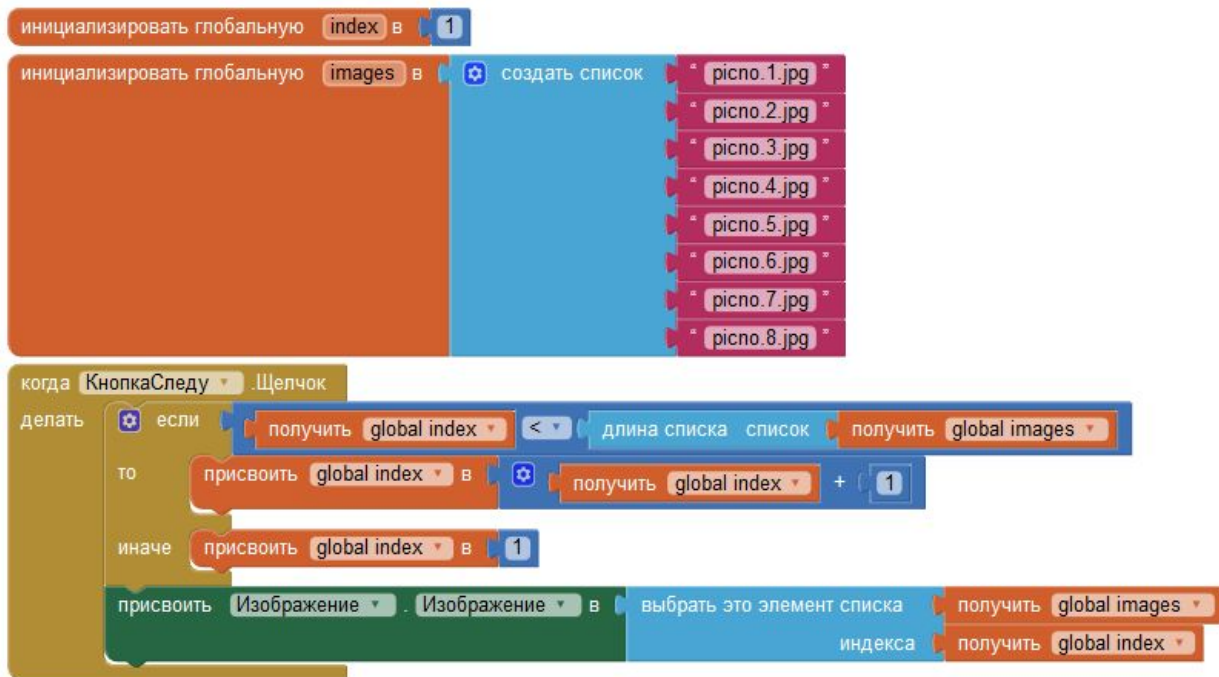 инициализировать глобальную index в 1
инициализировать глобальную images в создать список " picno.1.jpg "
" picno.2.jpg "
" picno.3.jpg "
" picno.4.jpg "
" picno.5.jpg "
" picno.6.jpg "
" picno.7.jpg "
" picno.8.jpg "
когда КнопкаСледу .Щелчок
делать если получить global index < длина списка список получить global images
то присвоить global index в получить global index + 1
иначе присвоить global index в 1
присвоить Изображение . Изображение в выбрать это элемент списка получить global images
индекса получить global index